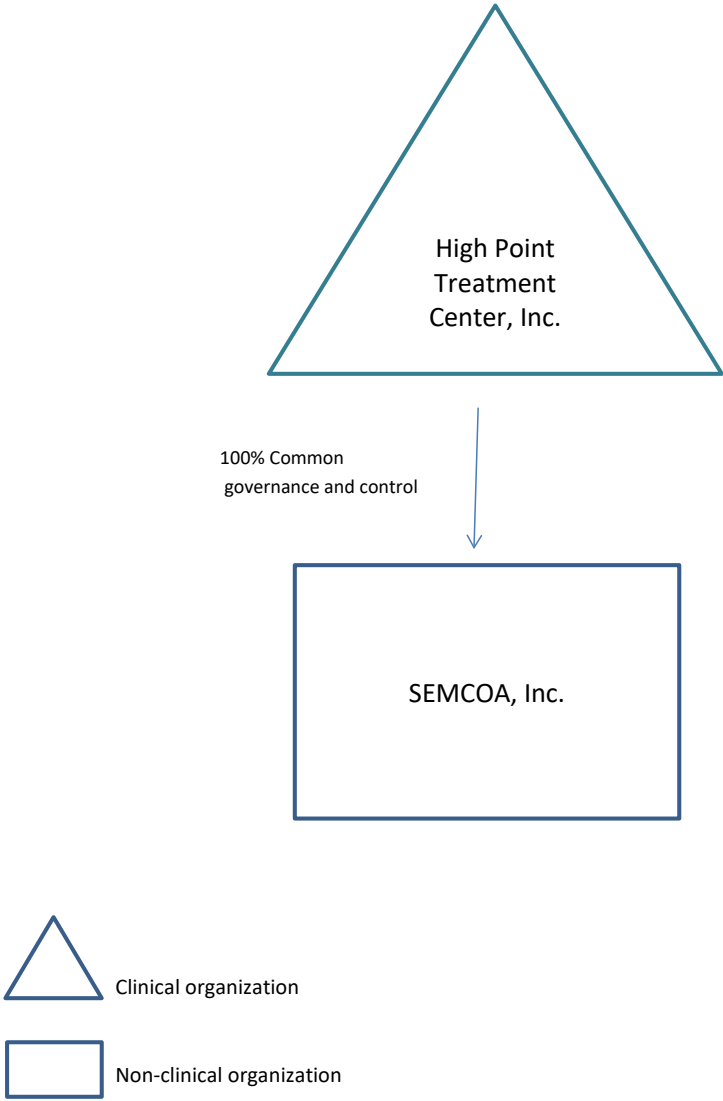 High Point
Treatment
Center, Inc.
100% Common
governance and control
SEMCOA, Inc.
Clinical organization
Non-clinical organization